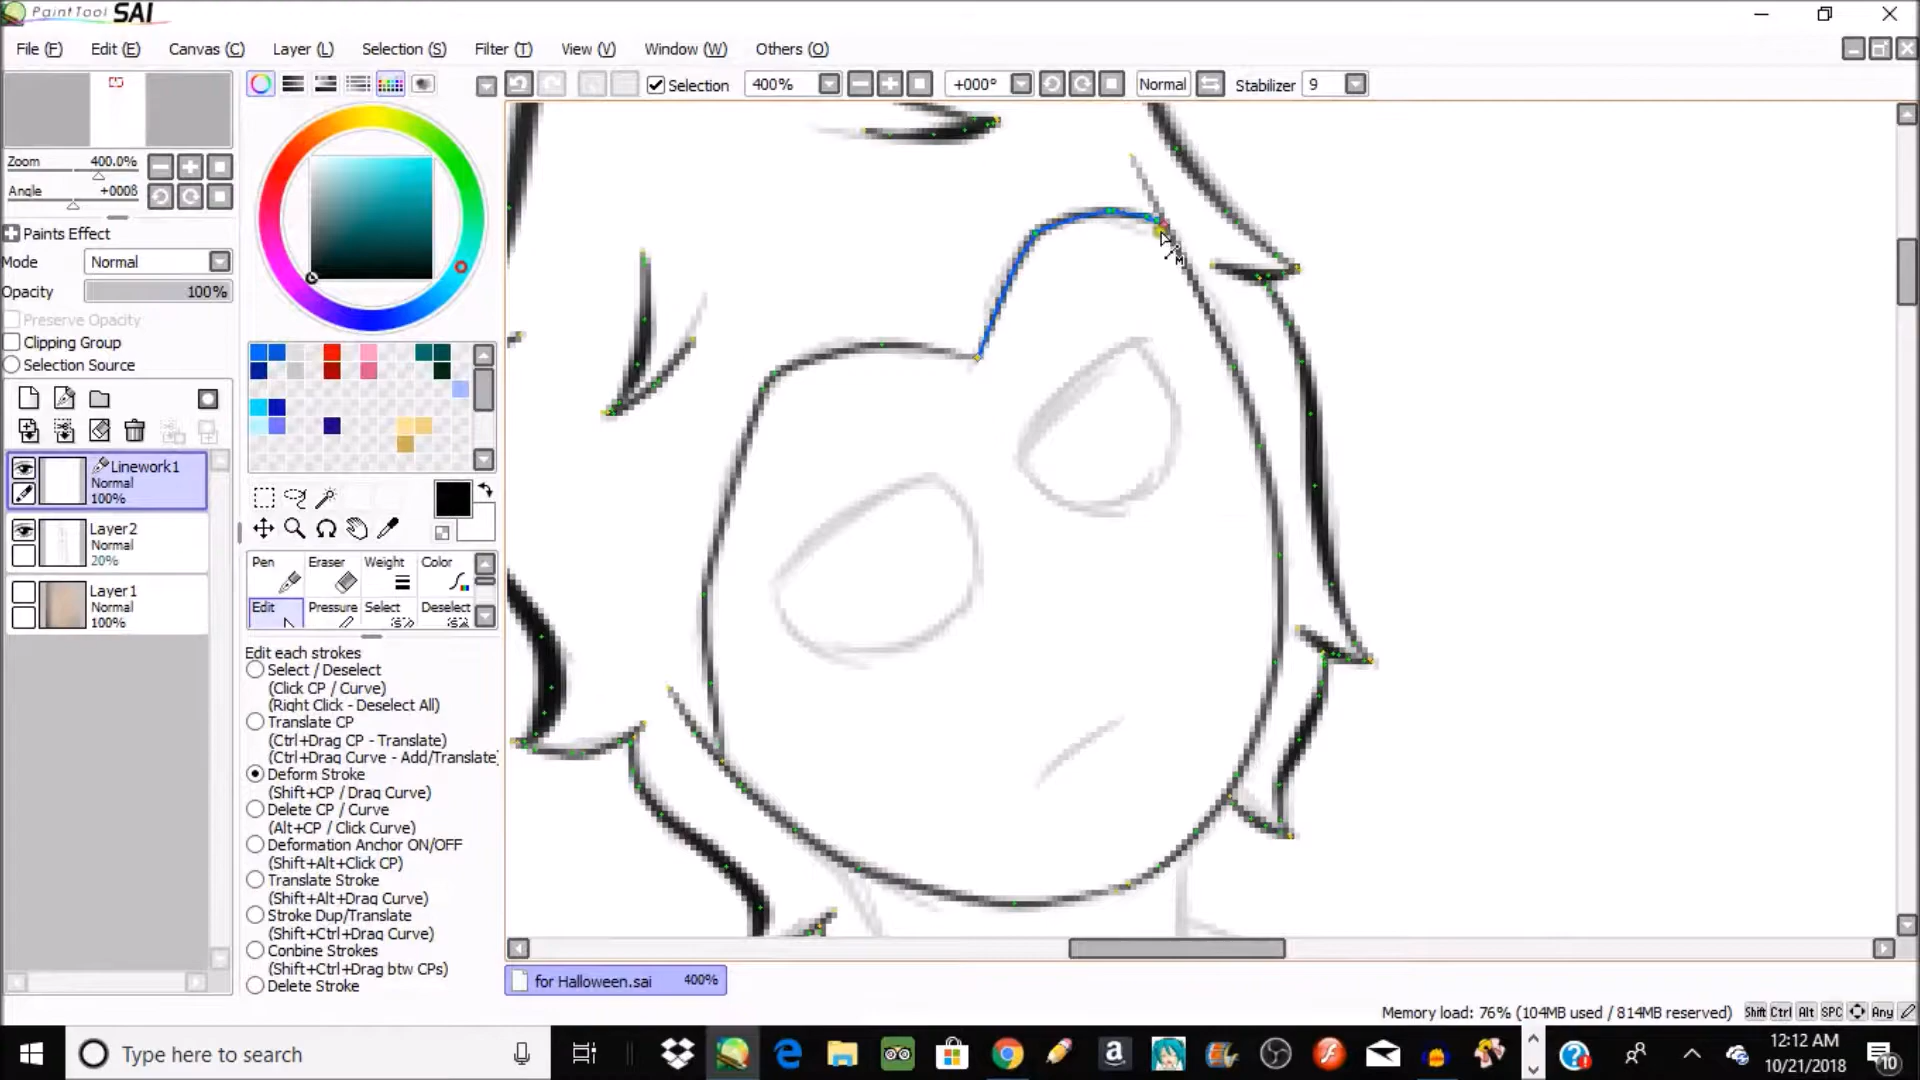 PaintTool SAI
File (F) Edit (E) Canvas (C) Layer (L) Selection (S) Filter (T) View (V) Window (W) Others (O)
Selection 400% +000° Normal Stabilizer 9
Zoom 400.0%
Angle +0008
Paints Effect
Mode Normal
Opacity 100%
Preserve Opacity
Clipping Group
Selection Source
Linework1
Normal
100%
Layer2
Normal
20%
Layer1
Normal
100%
Pen Eraser Weight Color
Edit Pressure Select Deselect
Edit each strokes
Select / Deselect
(Click CP / Curve)
(Right Click - Deselect All)
Translate CP
(Ctrl+Drag CP - Translate)
(Ctrl+Drag Curve - Add/Translate)
Deform Stroke
(Shift+CP / Drag Curve)
Delete CP / Curve
(Alt+CP / Click Curve)
Deformation Anchor ON/OFF
(Shift+Alt+Click CP)
Translate Stroke
(Shift+Alt+Drag Curve)
Stroke Dup/Translate
(Shift+Ctrl+Drag Curve)
Conbine Strokes
(Shift+Ctrl+Drag btw CPs)
Delete Stroke
for Halloween.sai 400%
Memory load: 76% (104MB used / 814MB reserved) Shift Ctrl Alt SPC Any
Type here to search
12:12 AM
10/21/2018
10